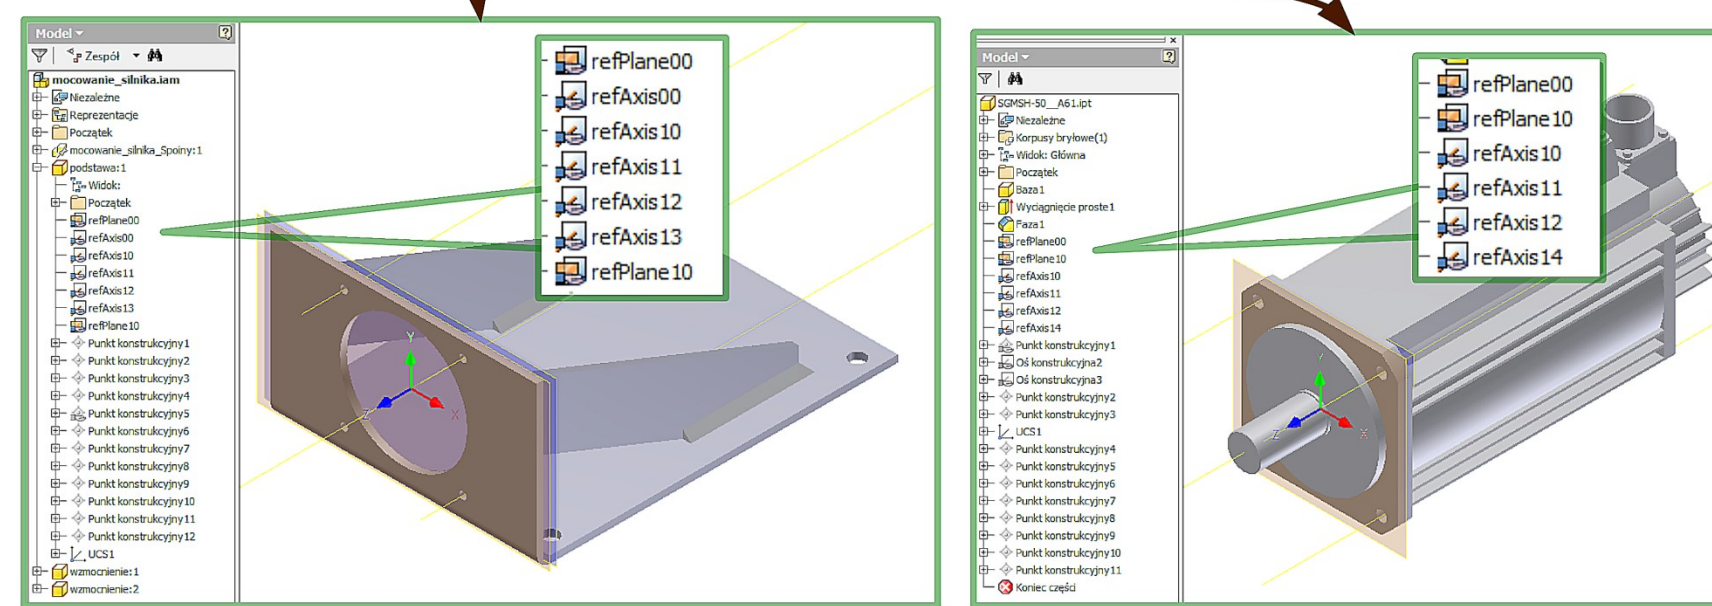 Model
Zespół
mocowanie_silnika.iam
Niezależne
Reprezentacje
Początek
mocowanie_silnika_Spoiny:1
podstawa:1
Widok:
Początek
refPlane00
refAxis00
refAxis10
refAxis11
refAxis12
refAxis13
refPlane10
Punkt konstrukcyjny1
Punkt konstrukcyjny2
Punkt konstrukcyjny3
Punkt konstrukcyjny4
Punkt konstrukcyjny5
Punkt konstrukcyjny6
Punkt konstrukcyjny7
Punkt konstrukcyjny8
Punkt konstrukcyjny9
Punkt konstrukcyjny10
Punkt konstrukcyjny11
Punkt konstrukcyjny12
UCS1
wzmocnienie:1
wzmocnienie:2
refPlane00
refAxis00
refAxis10
refAxis11
refAxis12
refAxis13
refPlane10
Y
Z
X
Model
SGMSH-50__A61.ipt
Niezależne
Korpusy bryłowe(1)
Widok: Główna
Początek
Baza1
Wyciągnięcie proste1
Faza1
refPlane00
refPlane10
refAxis10
refAxis11
refAxis12
refAxis14
Punkt konstrukcyjny1
Oś konstrukcyjna2
Oś konstrukcyjna3
Punkt konstrukcyjny2
Punkt konstrukcyjny3
UCS1
Punkt konstrukcyjny4
Punkt konstrukcyjny5
Punkt konstrukcyjny6
Punkt konstrukcyjny7
Punkt konstrukcyjny8
Punkt konstrukcyjny9
Punkt konstrukcyjny10
Punkt konstrukcyjny11
Koniec części
refPlane00
refPlane10
refAxis10
refAxis11
refAxis12
refAxis14
Y
Z
X